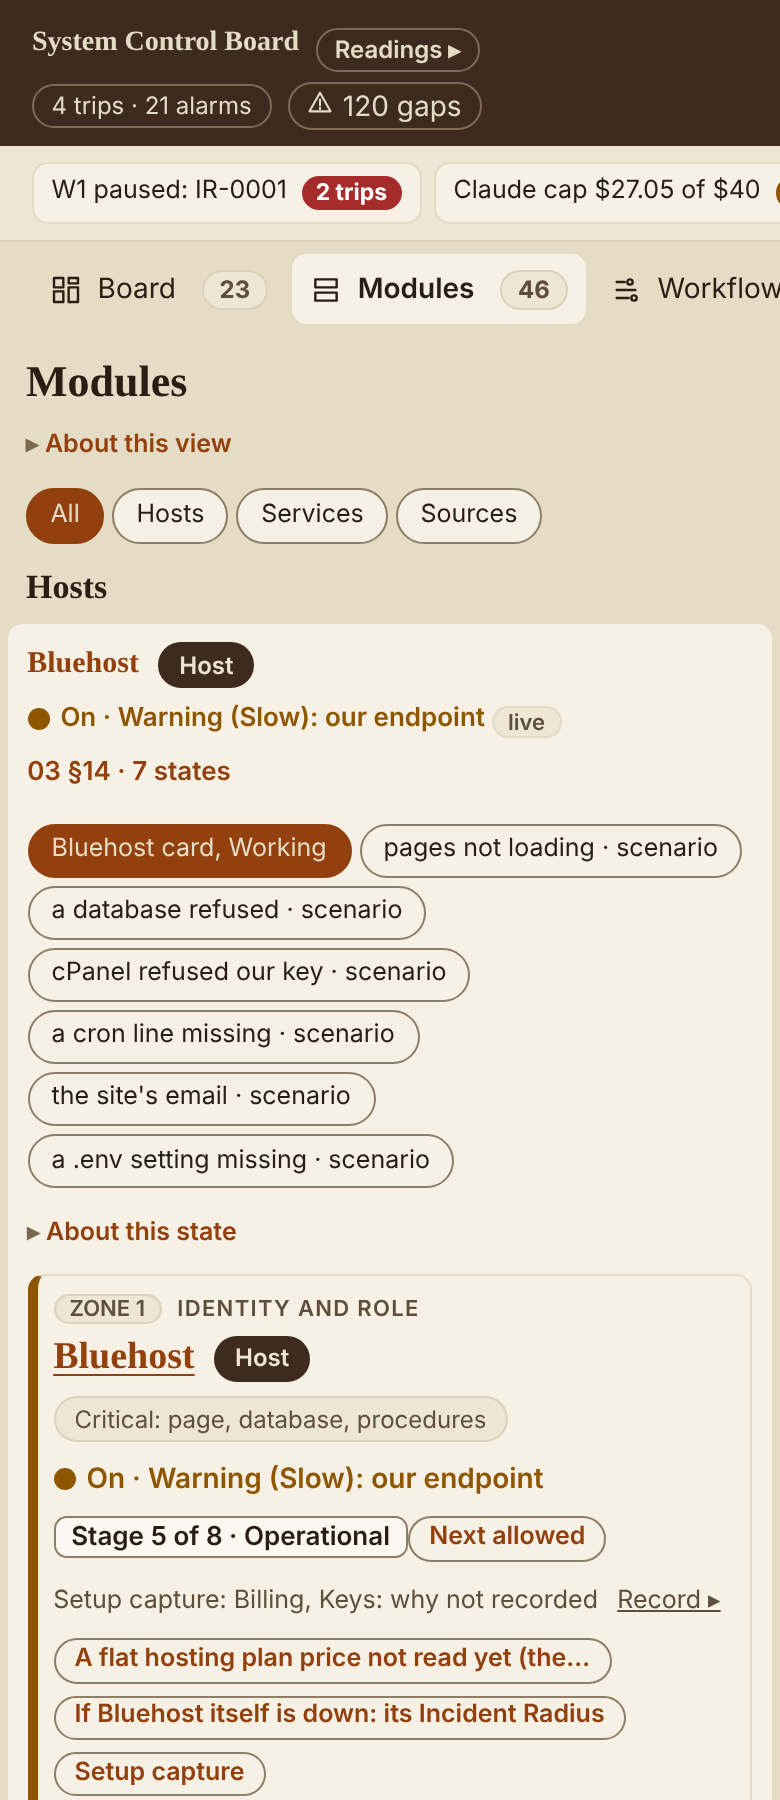 System Control Board
Readings ▸
4 trips · 21 alarms
⚠ 120 gaps
W1 paused: IR-0001 2 trips
Claude cap $27.05 of $40
Board 23
Modules 46
Workflow
Modules
▸ About this view
All
Hosts
Services
Sources
Hosts
Bluehost Host
On · Warning (Slow): our endpoint live
03 §14 · 7 states
Bluehost card, Working
pages not loading · scenario
a database refused · scenario
cPanel refused our key · scenario
a cron line missing · scenario
the site's email · scenario
a .env setting missing · scenario
▸ About this state
ZONE 1 IDENTITY AND ROLE
Bluehost Host
Critical: page, database, procedures
On · Warning (Slow): our endpoint
Stage 5 of 8 · Operational
Next allowed
Setup capture: Billing, Keys: why not recorded Record ▸
A flat hosting plan price not read yet (the…
If Bluehost itself is down: its Incident Radius
Setup capture